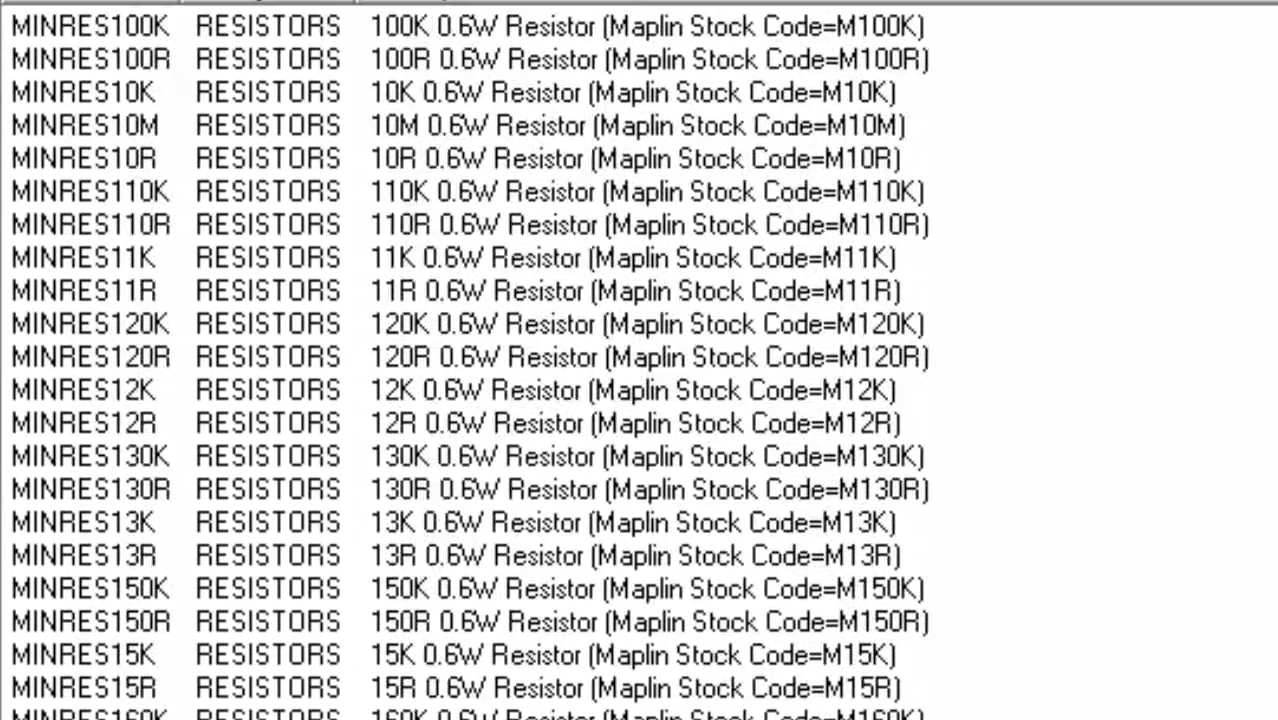 MINRES100K RESISTORS 100K 0.6W Resistor (Maplin Stock Code=M100K)
MINRES100R RESISTORS 100R 0.6W Resistor (Maplin Stock Code=M100R)
MINRES10K RESISTORS 10K 0.6W Resistor (Maplin Stock Code=M10K)
MINRES10M RESISTORS 10M 0.6W Resistor (Maplin Stock Code=M10M)
MINRES10R RESISTORS 10R 0.6W Resistor (Maplin Stock Code=M10R)
MINRES110K RESISTORS 110K 0.6W Resistor (Maplin Stock Code=M110K)
MINRES110R RESISTORS 110R 0.6W Resistor (Maplin Stock Code=M110R)
MINRES11K RESISTORS 11K 0.6W Resistor (Maplin Stock Code=M11K)
MINRES11R RESISTORS 11R 0.6W Resistor (Maplin Stock Code=M11R)
MINRES120K RESISTORS 120K 0.6W Resistor (Maplin Stock Code=M120K)
MINRES120R RESISTORS 120R 0.6W Resistor (Maplin Stock Code=M120R)
MINRES12K RESISTORS 12K 0.6W Resistor (Maplin Stock Code=M12K)
MINRES12R RESISTORS 12R 0.6W Resistor (Maplin Stock Code=M12R)
MINRES130K RESISTORS 130K 0.6W Resistor (Maplin Stock Code=M130K)
MINRES130R RESISTORS 130R 0.6W Resistor (Maplin Stock Code=M130R)
MINRES13K RESISTORS 13K 0.6W Resistor (Maplin Stock Code=M13K)
MINRES13R RESISTORS 13R 0.6W Resistor (Maplin Stock Code=M13R)
MINRES150K RESISTORS 150K 0.6W Resistor (Maplin Stock Code=M150K)
MINRES150R RESISTORS 150R 0.6W Resistor (Maplin Stock Code=M150R)
MINRES15K RESISTORS 15K 0.6W Resistor (Maplin Stock Code=M15K)
MINRES15R RESISTORS 15R 0.6W Resistor (Maplin Stock Code=M15R)
MINRES160K RESISTORS 160K 0.6W Resistor (Maplin Stock Code=M160K)